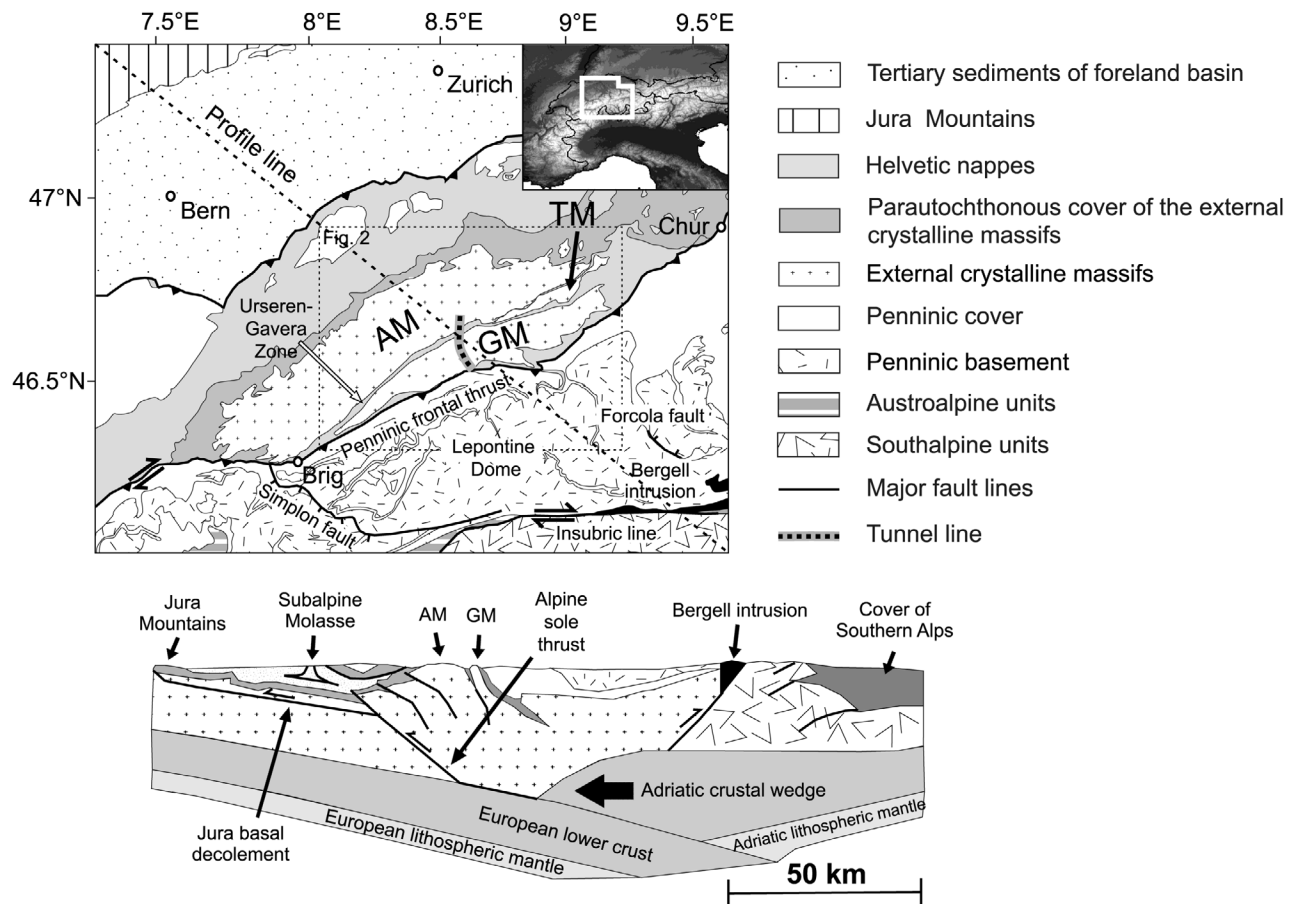 7.5°E
8°E
8.5°E
9°E
9.5°E
47°N
46.5°N
Zurich
Profile line
Bern
Fig. 2
TM
Chur
Urseren-
Gavera
Zone
AM
GM
Penninic frontal thrust
Forcola fault
Lepontine
Dome
Brig
Bergell
intrusion
Simplon fault
Insubric line
Tertiary sediments of foreland basin
Jura Mountains
Helvetic nappes
Parautochthonous cover of the external
crystalline massifs
External crystalline massifs
Penninic cover
Penninic basement
Austroalpine units
Southalpine units
Major fault lines
Tunnel line
Jura
Mountains
Subalpine
Molasse
AM
GM
Alpine
sole
thrust
Bergell intrusion
Cover of
Southern Alps
Adriatic crustal wedge
Jura basal
decolement
European lithospheric mantle
European lower crust
Adriatic lithospheric mantle
50 km